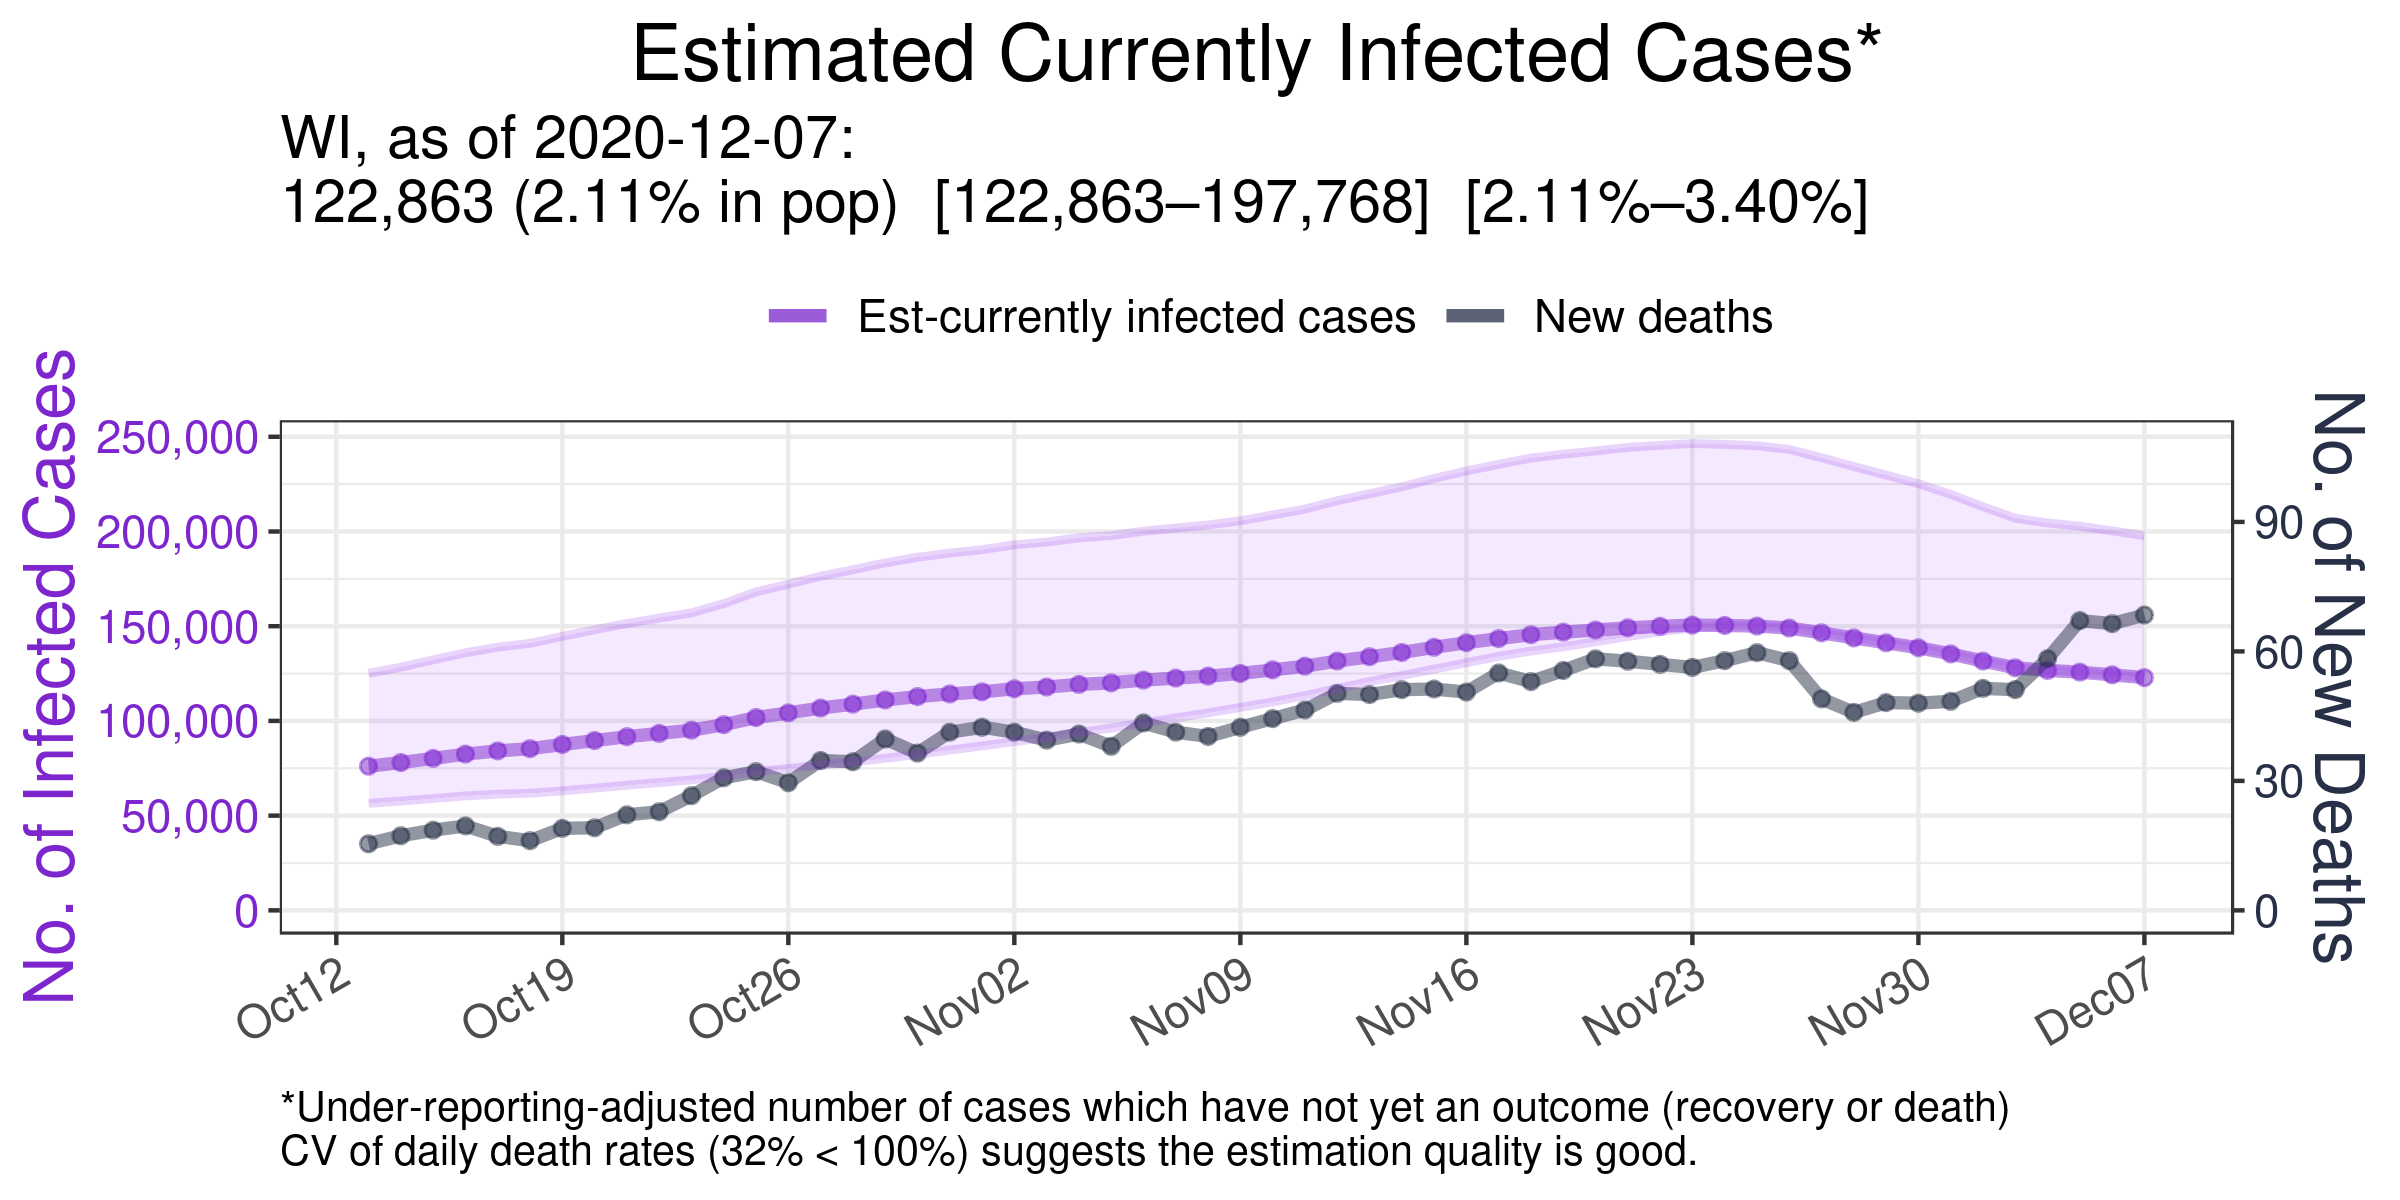 Estimated Currently Infected Cases*
WI, as of 2020-12-07:
122,863 (2.11% in pop)  [122,863–197,768]  [2.11%–3.40%]
Est-currently infected cases
New deaths
No. of Infected Cases
250,000
200,000
150,000
100,000
50,000
0
No. of New Deaths
90
60
30
0
Oct12
Oct19
Oct26
Nov02
Nov09
Nov16
Nov23
Nov30
Dec07
*Under-reporting-adjusted number of cases which have not yet an outcome (recovery or death)
CV of daily death rates (32% < 100%) suggests the estimation quality is good.